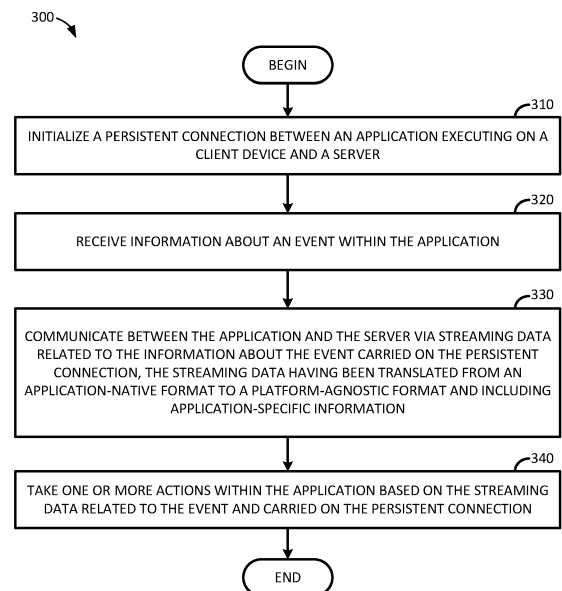 300
BEGIN
310
INITIALIZE A PERSISTENT CONNECTION BETWEEN AN APPLICATION EXECUTING ON A
CLIENT DEVICE AND A SERVER
320
RECEIVE INFORMATION ABOUT AN EVENT WITHIN THE APPLICATION
330
COMMUNICATE BETWEEN THE APPLICATION AND THE SERVER VIA STREAMING DATA
RELATED TO THE INFORMATION ABOUT THE EVENT CARRIED ON THE PERSISTENT
CONNECTION, THE STREAMING DATA HAVING BEEN TRANSLATED FROM AN
APPLICATION-NATIVE FORMAT TO A PLATFORM-AGNOSTIC FORMAT AND INCLUDING
APPLICATION-SPECIFIC INFORMATION
340
TAKE ONE OR MORE ACTIONS WITHIN THE APPLICATION BASED ON THE STREAMING
DATA RELATED TO THE EVENT AND CARRIED ON THE PERSISTENT CONNECTION
END